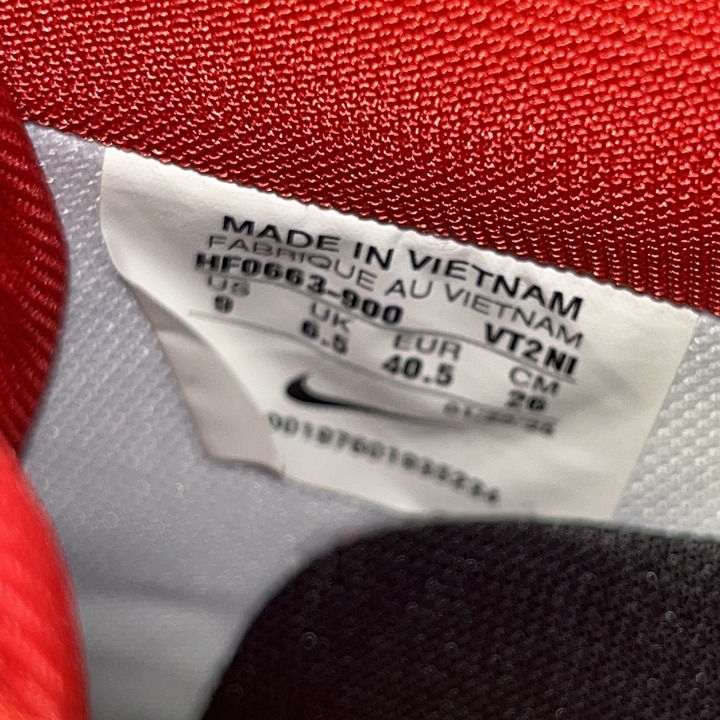 MADE IN VIETNAM
FABRIQUE AU VIETNAM
HF0663-900 VT2NI
US UK EUR CM
9 6.5 40.5 26